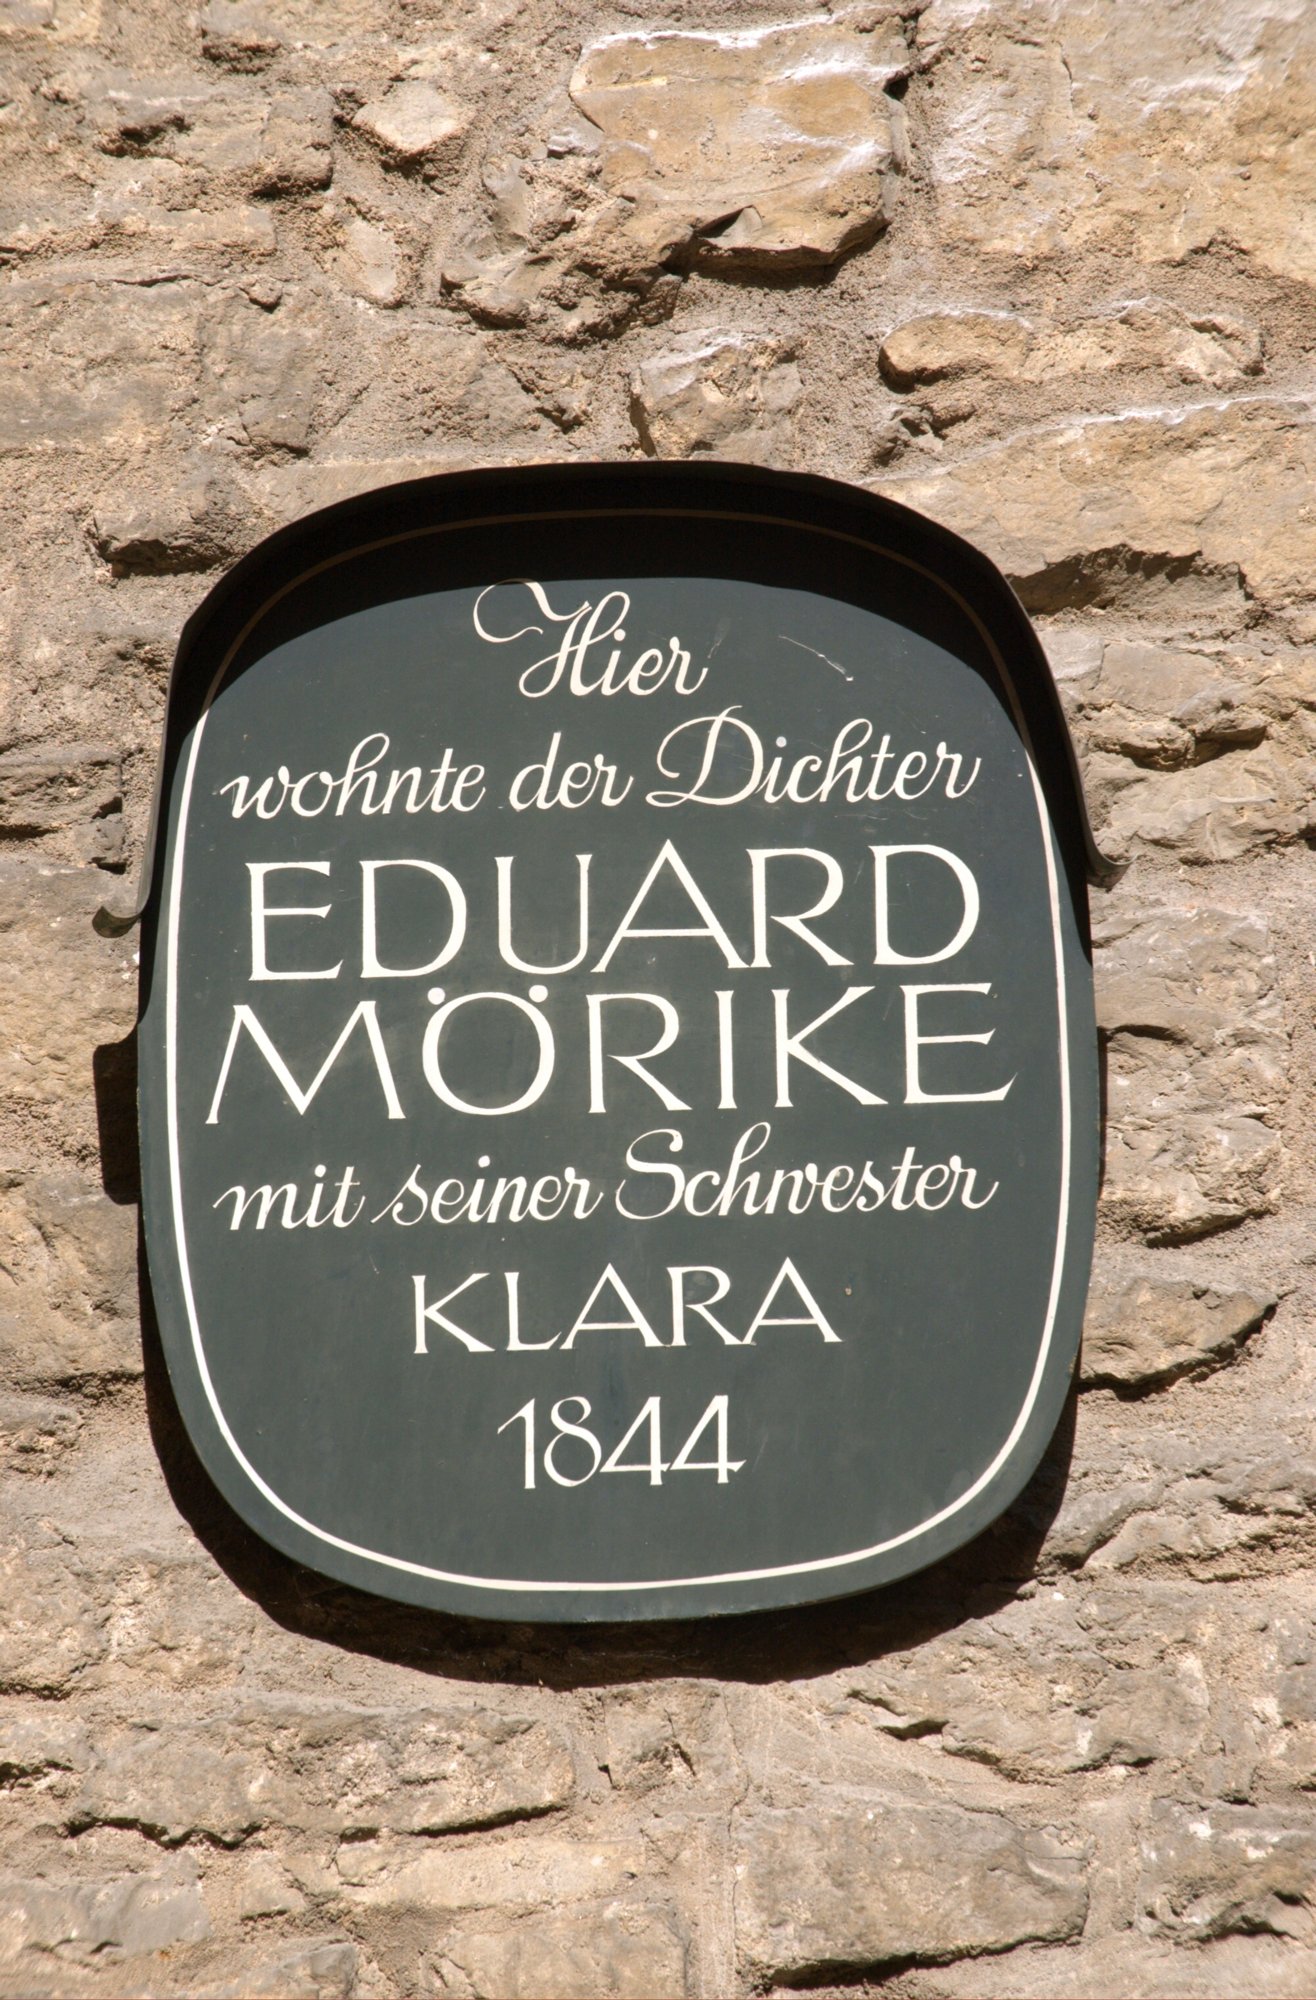 Hier
wohnte der Dichter
EDUARD
MÖRIKE
mit seiner Schwester
KLARA
1844